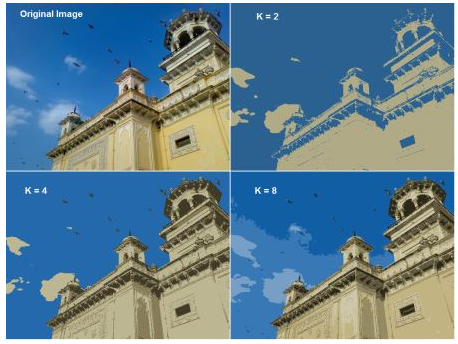 Original Image
K = 2
K = 4
K = 8